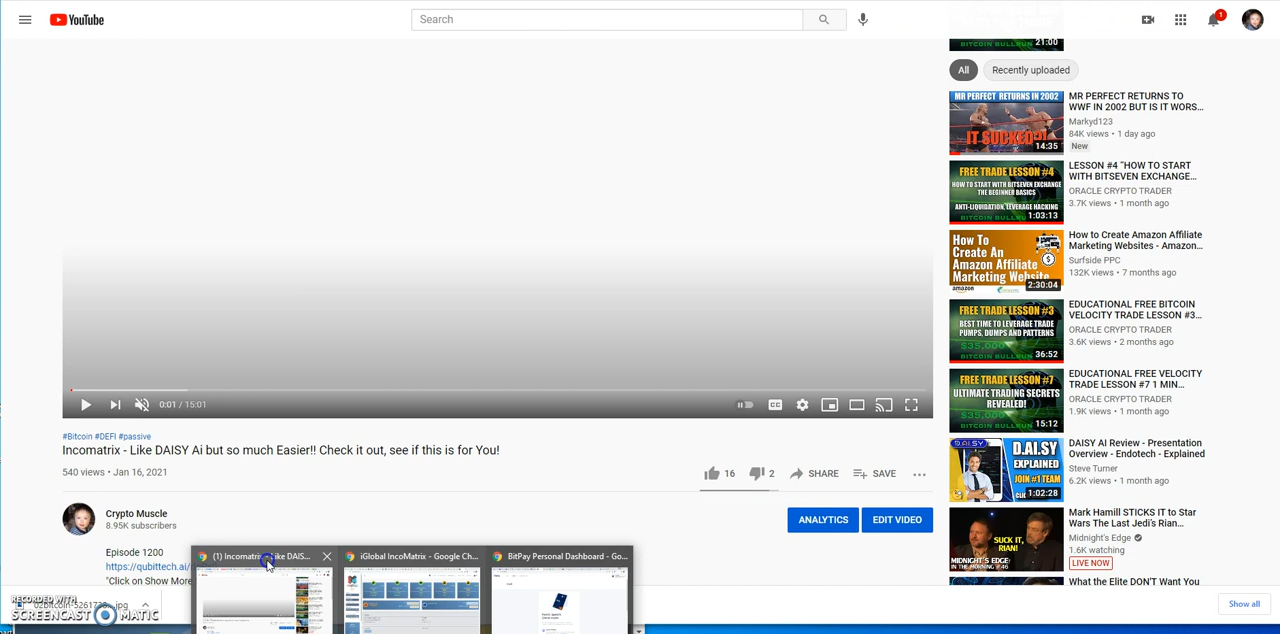 YouTube
Search
1
BITCOIN BULLRUN
21:00
All
Recently uploaded
MR PERFECT RETURNS IN 2002
IT SUCKED?!
14:35
MR PERFECT RETURNS TO
WWF IN 2002 BUT IS IT WORS...
Markyd123
84K views • 1 day ago
New
FREE TRADE LESSON #4
HOW TO START WITH BITSEVEN EXCHANGE
THE BEGINNER BASICS
ANTI-LIQUIDATION, LEVERAGE HACKING
BITCOIN BULLRUN
1:03:13
LESSON #4 "HOW TO START
WITH BITSEVEN EXCHANGE...
ORACLE CRYPTO TRADER
3.7K views • 1 month ago
How To
Create An
Amazon Affiliate
Marketing Website
amazon
2:30:04
How to Create Amazon Affiliate
Marketing Websites - Amazon...
Surfside PPC
132K views • 7 months ago
FREE TRADE LESSON #3
BEST TIME TO LEVERAGE TRADE
PUMPS, DUMPS AND PATTERNS
$35,000
BITCOIN BULLRUN
36:52
EDUCATIONAL FREE BITCOIN
VELOCITY TRADE LESSON #3...
ORACLE CRYPTO TRADER
3.6K views • 2 months ago
FREE TRADE LESSON #7
ULTIMATE TRADING SECRETS
REVEALED!
$35,000
BITCOIN BULLRUN
15:12
EDUCATIONAL FREE VELOCITY
TRADE LESSON #7 1 MIN...
ORACLE CRYPTO TRADER
1.9K views • 1 month ago
D.AI.SY
EXPLAINED
JOIN #1 TEAM
1:02:28
DAISY AI Review - Presentation
Overview - Endotech - Explained
Steve Turner
6.2K views • 1 month ago
SUCK IT,
RIAN!
MIDNIGHT'S EDGE IN THE MORNING #46
Mark Hamill STICKS IT to Star
Wars The Last Jedi's Rian...
Midnight's Edge
1.6K watching
LIVE NOW
What the Elite DON'T Want You
0:01 / 15:01
CC
#Bitcoin #DEFI #passive
Incomatrix - Like DAISY Ai but so much Easier!! Check it out, see if this is for You!
540 views • Jan 16, 2021
16
2
SHARE
SAVE
Crypto Muscle
8.95K subscribers
ANALYTICS
EDIT VIDEO
Episode 1200
https://qubittech.ai/
"Click on Show More
(1) Incomatrix - Like DAIS...
iGlobal IncoMatrix - Google Ch...
BitPay Personal Dashboard - Go...
RECORDED WITH
SCREENCAST MATIC
Show all